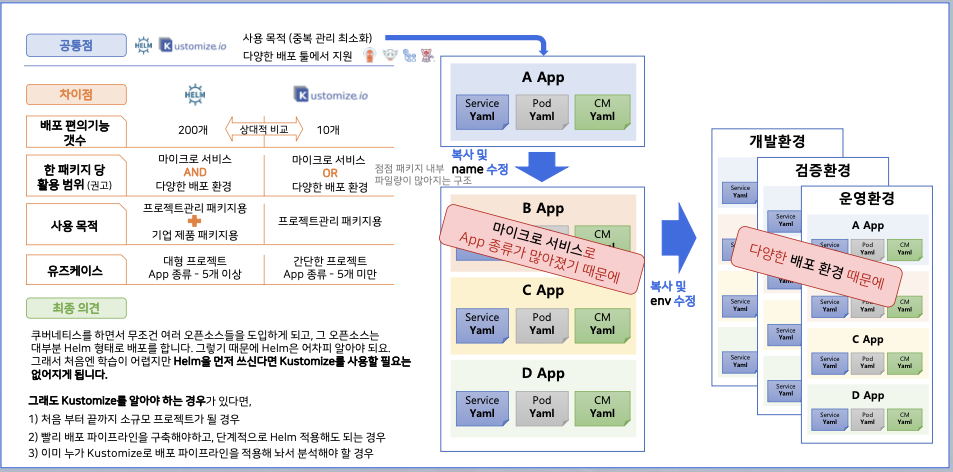 공통점
HELM
Kustomize.io
사용 목적 (중복 관리 최소화)
다양한 배포 툴에서 지원
차이점
HELM
Kustomize.io
배포 편의기능
갯수
200개
상대적 비교
10개
한 패키지 당
활용 범위 (권고)
마이크로 서비스
AND
다양한 배포 환경
마이크로 서비스
OR
다양한 배포 환경
점점 패키지 내부
파일량이 많아지는 구조
사용 목적
프로젝트관리 패키지용
기업 제품 패키지용
프로젝트관리 패키지용
유즈케이스
대형 프로젝트
App 종류 - 5개 이상
간단한 프로젝트
App 종류 - 5개 미만
최종 의견
쿠버네티스를 하면서 무조건 여러 오픈소스들을 도입하게 되고, 그 오픈소스는
대부분 Helm 형태로 배포를 합니다. 그렇기 때문에 Helm은 어차피 알아야 되요.
그래서 처음엔 학습이 어렵지만 Helm을 먼저 쓰신다면 Kustomize를 사용할 필요는
없어지게 됩니다.
그래도 Kustomize를 알아야 하는 경우가 있다면,
1) 처음 부터 끝까지 소규모 프로젝트가 될 경우
2) 빨리 배포 파이프라인을 구축해야하고, 단계적으로 Helm 적용해도 되는 경우
3) 이미 누가 Kustomize로 배포 파이프라인을 적용해 놔서 분석해야 할 경우
A App
Service
Yaml
Pod
Yaml
CM
Yaml
복사 및
name 수정
B App
CM
마이크로 서비스로
App 종류가 많아졌기 때문에
C App
Service
Yaml
Pod
Yaml
CM
Yaml
D App
Service
Yaml
Pod
Yaml
CM
Yaml
복사 및
env 수정
개발환경
Service
Yaml
Service
Yaml
Service
Yaml
검증환경
Service
Yaml
Service
Yaml
Service
Yaml
운영환경
A App
Service
Yaml
Pod
Yaml
CM
Yaml
다양한 배포 환경 때문에
Service
Yaml
Pod
Yaml
CM
Yaml
C App
Service
Yaml
Pod
Yaml
CM
Yaml
D App
Service
Yaml
Pod
Yaml
CM
Yaml